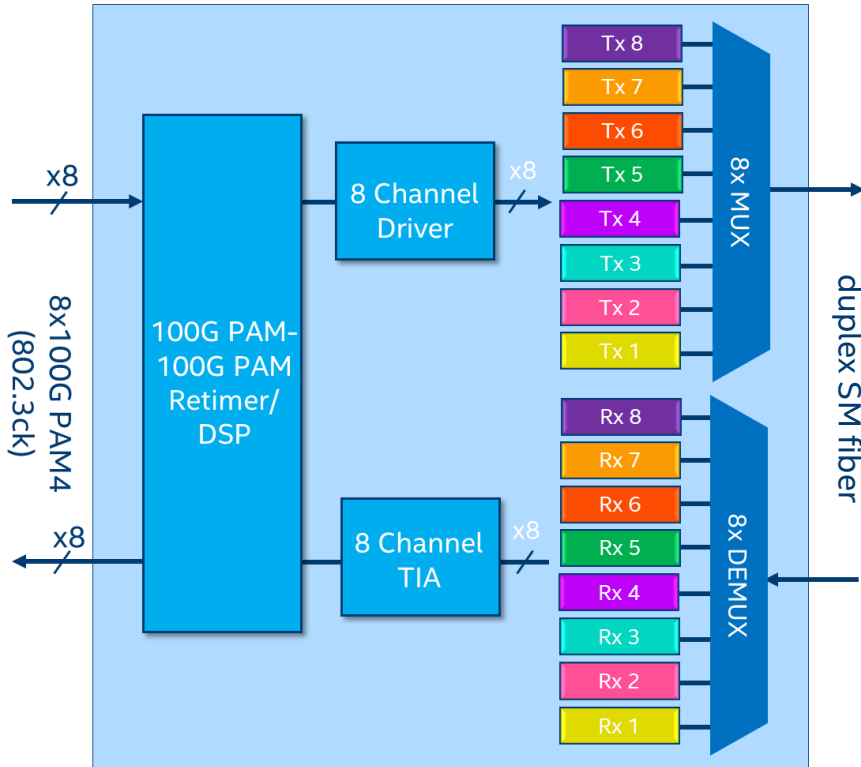 x8
8x100G PAM4
(802.3ck)
x8
100G PAM-
100G PAM
Retimer/
DSP
8 Channel
Driver
x8
8 Channel
TIA
x8
Tx 8
Tx 7
Tx 6
Tx 5
Tx 4
Tx 3
Tx 2
Tx 1
8x MUX
Rx 8
Rx 7
Rx 6
Rx 5
Rx 4
Rx 3
Rx 2
Rx 1
8x DEMUX
duplex SM fiber